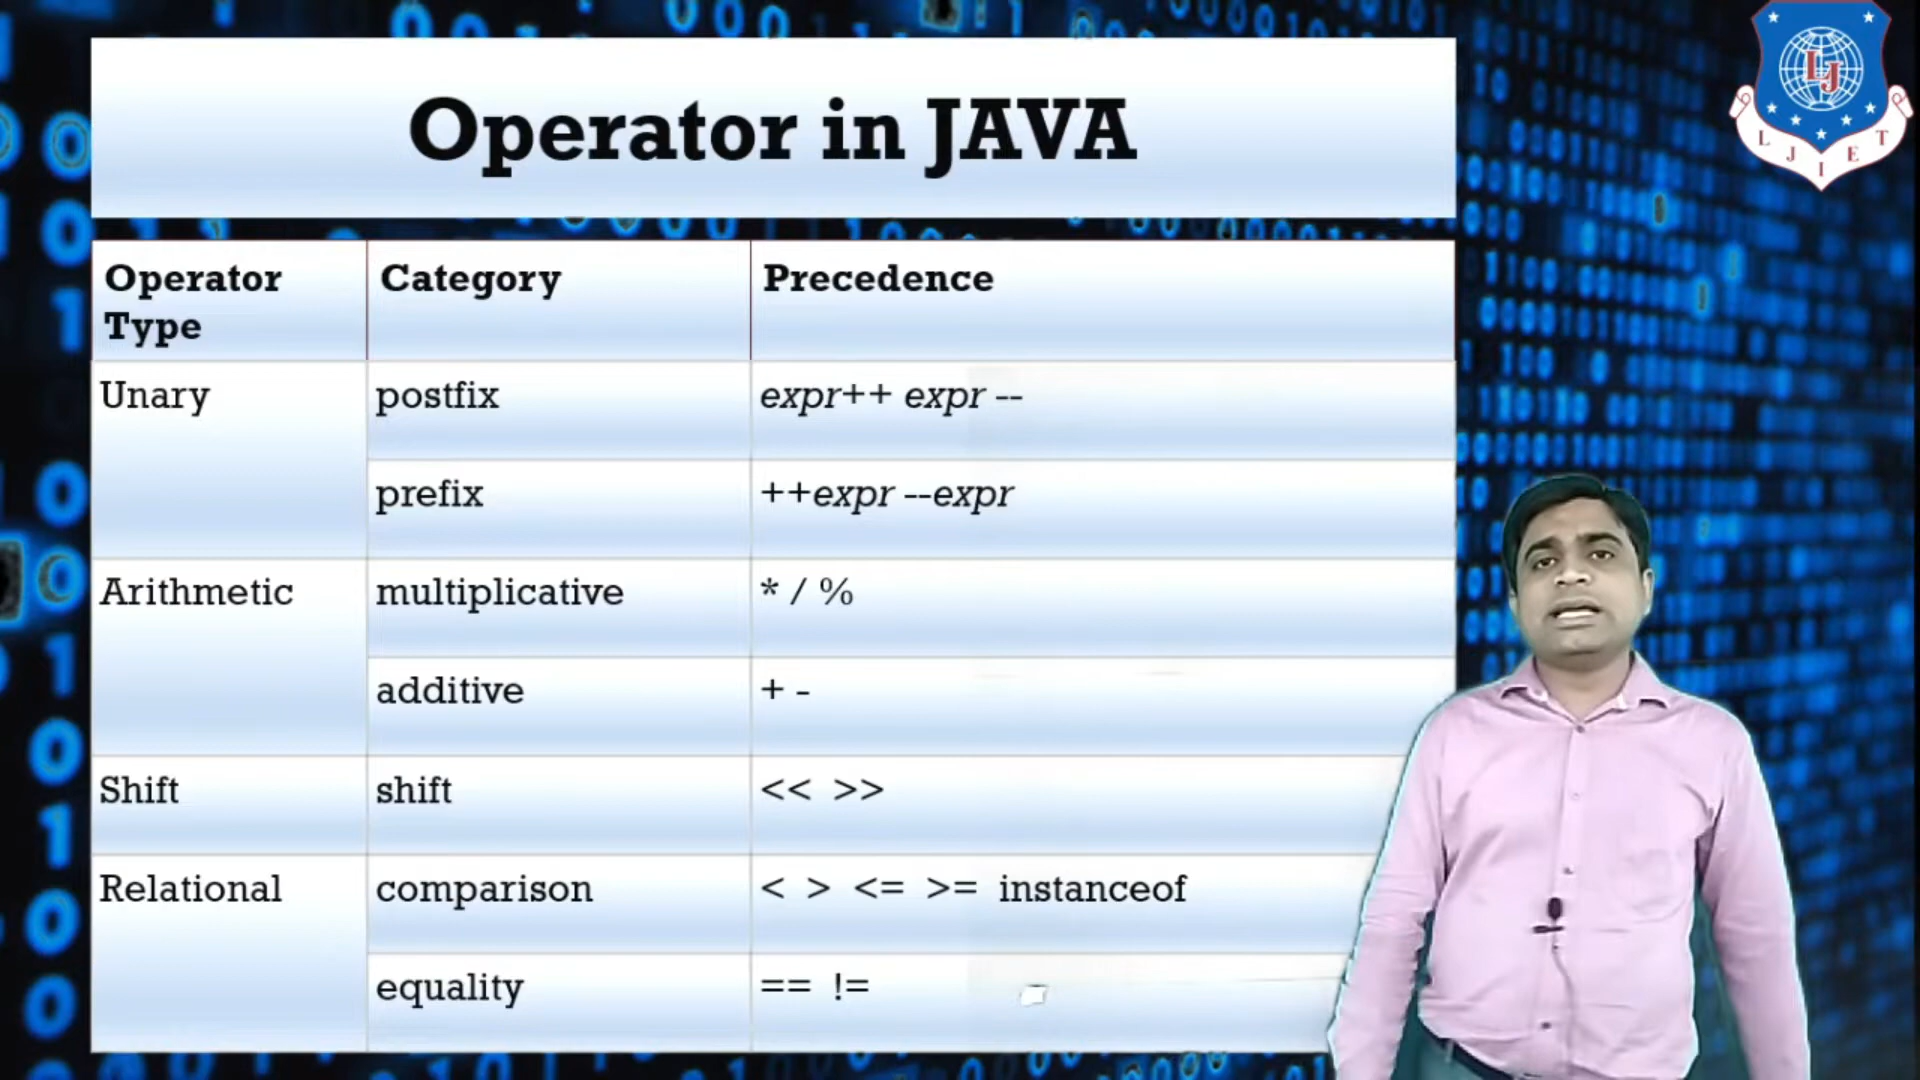 Operator in JAVA
L J I E T
LJ
Operator Type
Category
Precedence
Unary
postfix
expr++ expr --
prefix
++expr --expr
Arithmetic
multiplicative
* / %
additive
+ -
Shift
shift
<< >>
Relational
comparison
< > <= >= instanceof
equality
== !=